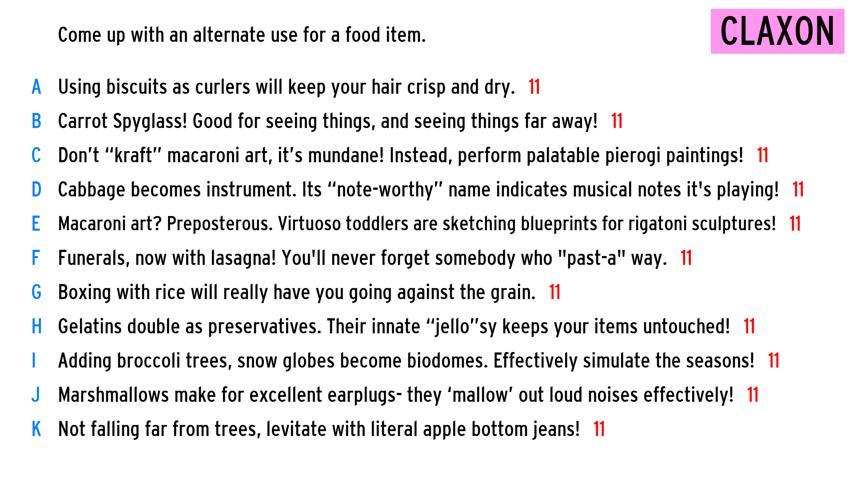 Come up with an alternate use for a food item.
CLAXON
A Using biscuits as curlers will keep your hair crisp and dry. 11
B Carrot Spyglass! Good for seeing things, and seeing things far away! 11
C Don't “kraft” macaroni art, it's mundane! Instead, perform palatable pierogi paintings! 11
D Cabbage becomes instrument. Its “note-worthy” name indicates musical notes it's playing! 11
E Macaroni art? Preposterous. Virtuoso toddlers are sketching blueprints for rigatoni sculptures! 11
F Funerals, now with lasagna! You'll never forget somebody who "past-a" way. 11
G Boxing with rice will really have you going against the grain. 11
H Gelatins double as preservatives. Their innate “jello”sy keeps your items untouched! 11
I Adding broccoli trees, snow globes become biodomes. Effectively simulate the seasons! 11
J Marshmallows make for excellent earplugs- they ‘mallow’ out loud noises effectively! 11
K Not falling far from trees, levitate with literal apple bottom jeans! 11